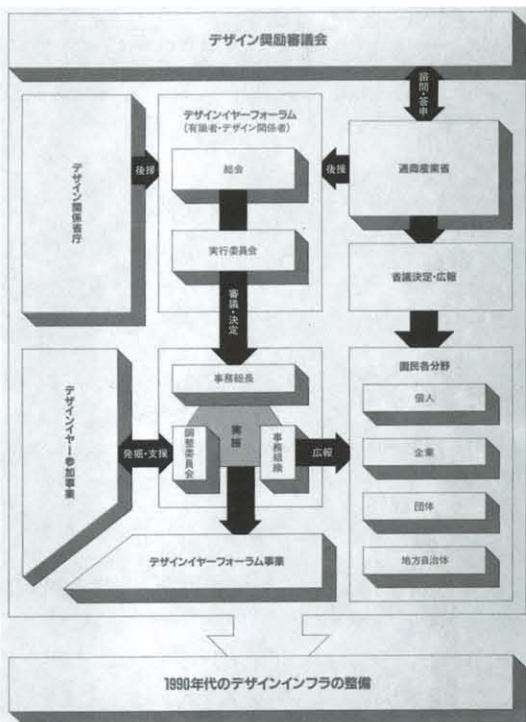 デザイン奨励審議会
諮問・答申
デザインイヤーフォーラム
(有識者・デザイン関係者)
デザイン関係省庁
後援
総会
後援
通商産業省
実行委員会
省議決定・広報
審議・決定
国民各分野
事務総長
個人
デザインイヤー参加事業
発掘・支援
調整委員会
実施
事務組織
広報
企業
団体
デザインイヤーフォーラム事業
地方自治体
1990年代のデザインインフラの整備